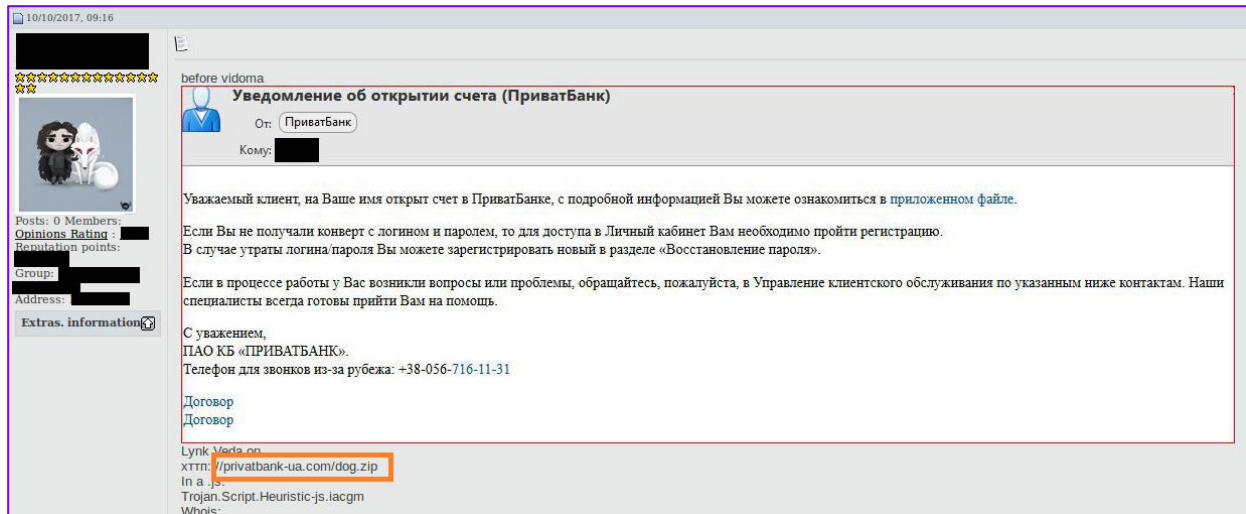 10/10/2017, 09:16
before vidoma
Уведомление об открытии счета (ПриватБанк)
От: ПриватБанк
Кому:
Уважаемый клиент, на Ваше имя открыт счет в ПриватБанке, с подробной информацией Вы можете ознакомиться в приложенном файле.
Если Вы не получали конверт с логином и паролем, то для доступа в Личный кабинет Вам необходимо пройти регистрацию.
В случае утраты логина/пароля Вы можете зарегистрировать новый в разделе «Восстановление пароля».
Если в процессе работы у Вас возникли вопросы или проблемы, обращайтесь, пожалуйста, в Управление клиентского обслуживания по указанным ниже контактам. Наши
специалисты всегда готовы прийти Вам на помощь.
С уважением,
ПАО КБ «ПРИВАТБАНК».
Телефон для звонков из-за рубежа: +38-056-716-11-31
Договор
Договор
Lynk Veda on
хттп://privatbank-ua.com/dog.zip
In a .js:
Trojan.Script.Heuristic-js.iacgm
Whois:
Posts: 0 Members:
Opinions Rating :
Reputation points:
Group:
Address:
Extras. information